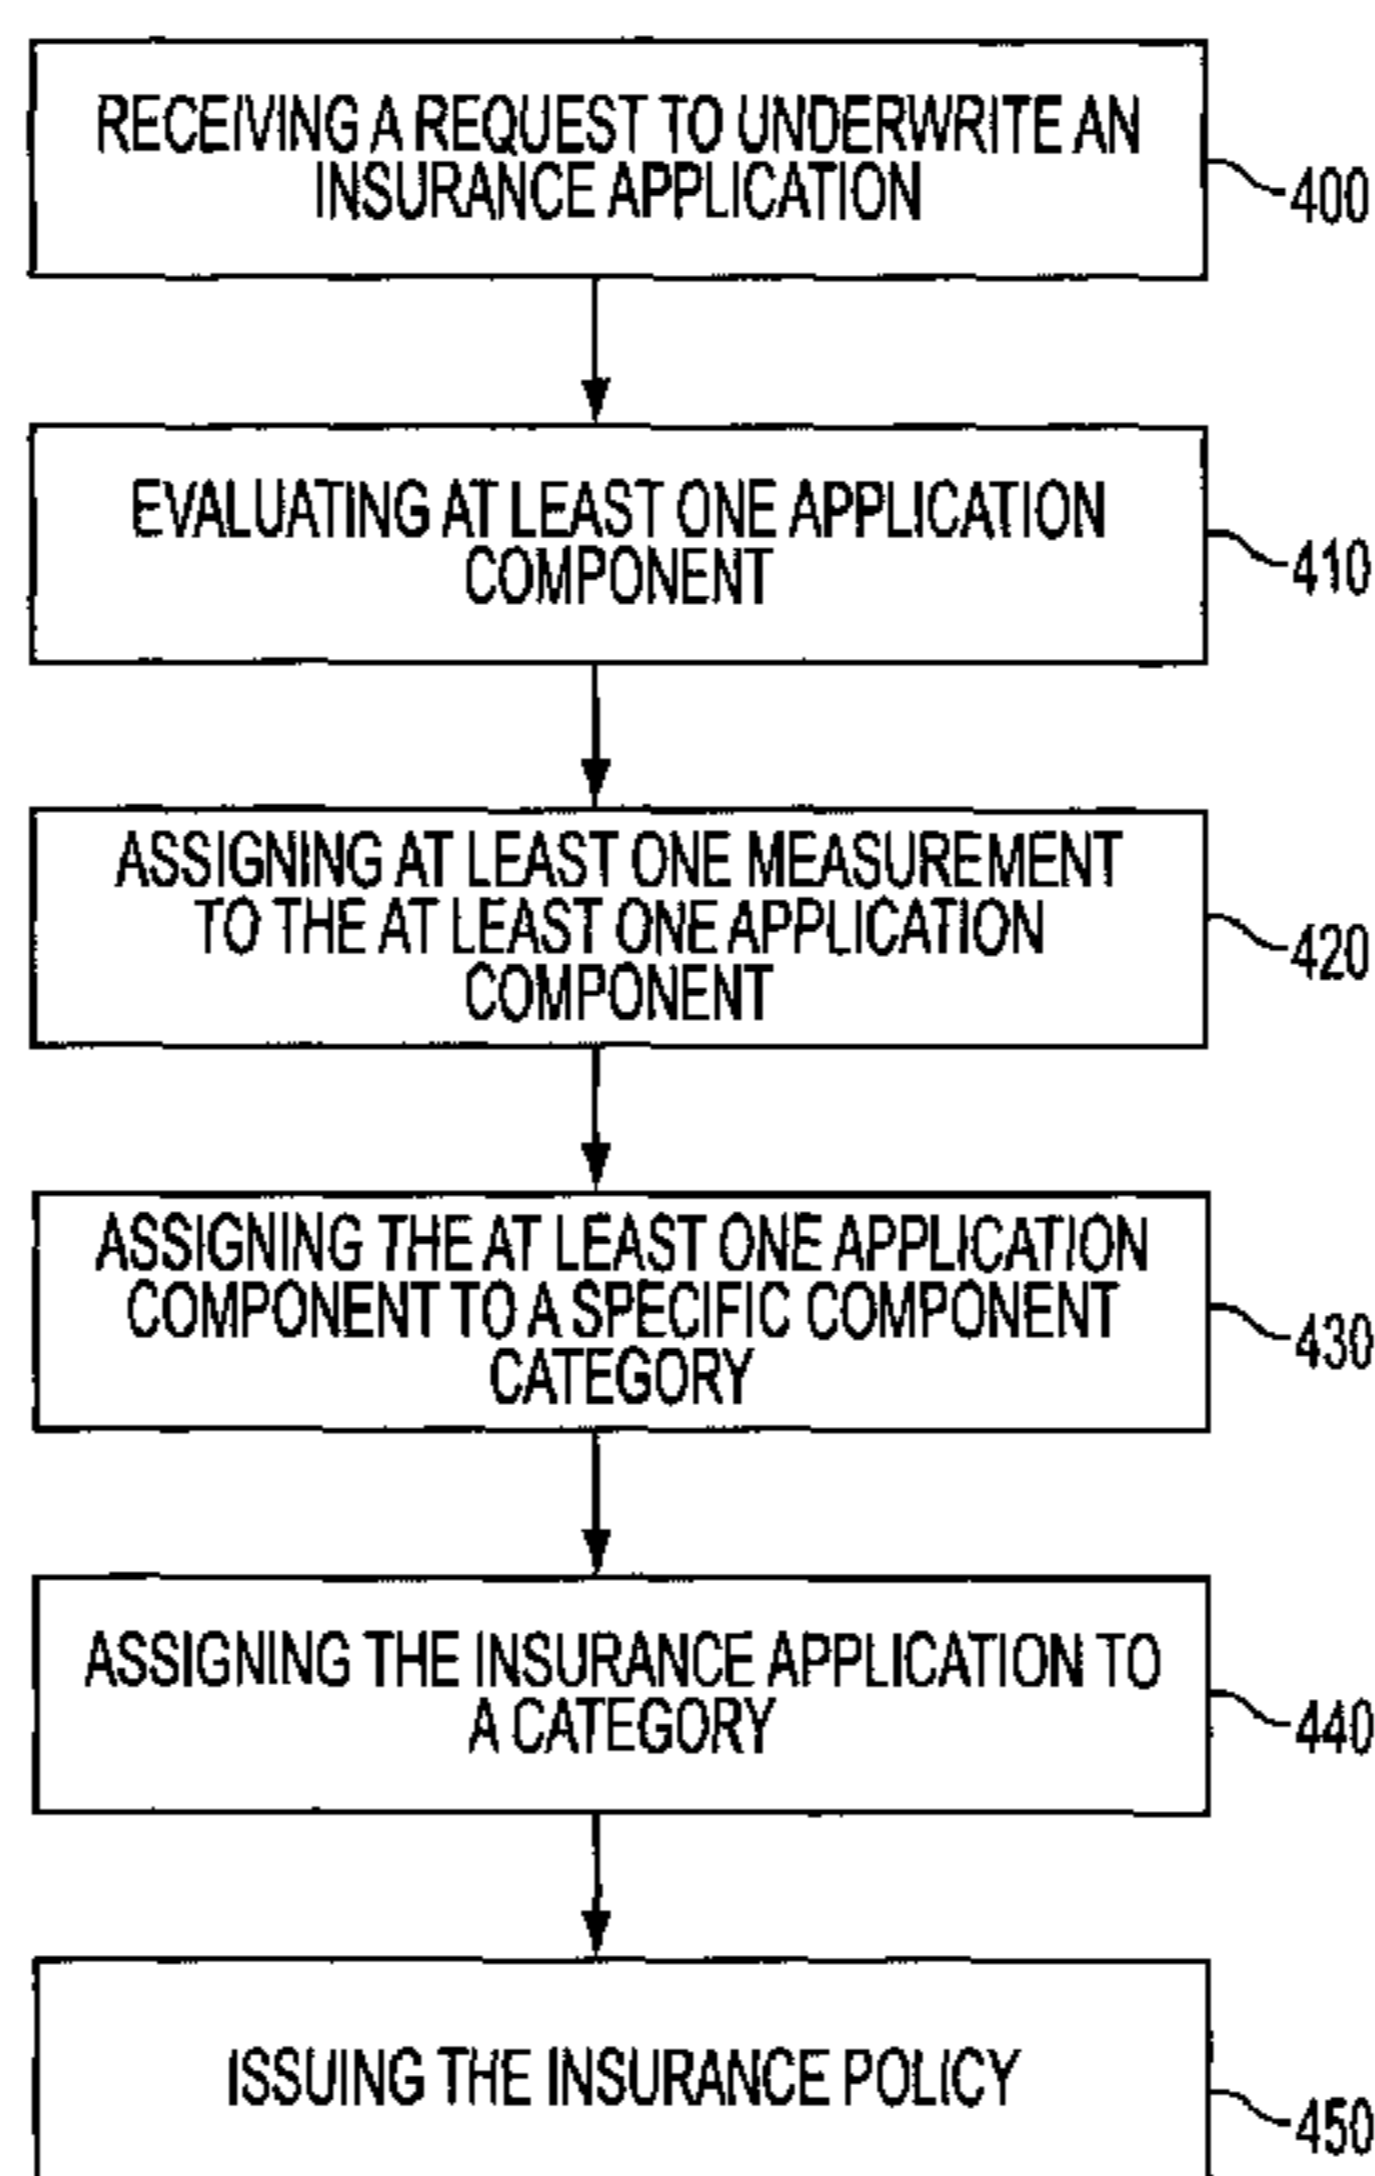 RECEIVING A REQUEST TO UNDERWRITE AN
INSURANCE APPLICATION
400
EVALUATING AT LEAST ONE APPLICATION
COMPONENT
410
ASSIGNING AT LEAST ONE MEASUREMENT
TO THE AT LEAST ONE APPLICATION
COMPONENT
420
ASSIGNING THE AT LEAST ONE APPLICATION
COMPONENT TO A SPECIFIC COMPONENT
CATEGORY
430
ASSIGNING THE INSURANCE APPLICATION TO
A CATEGORY
440
ISSUING THE INSURANCE POLICY
450